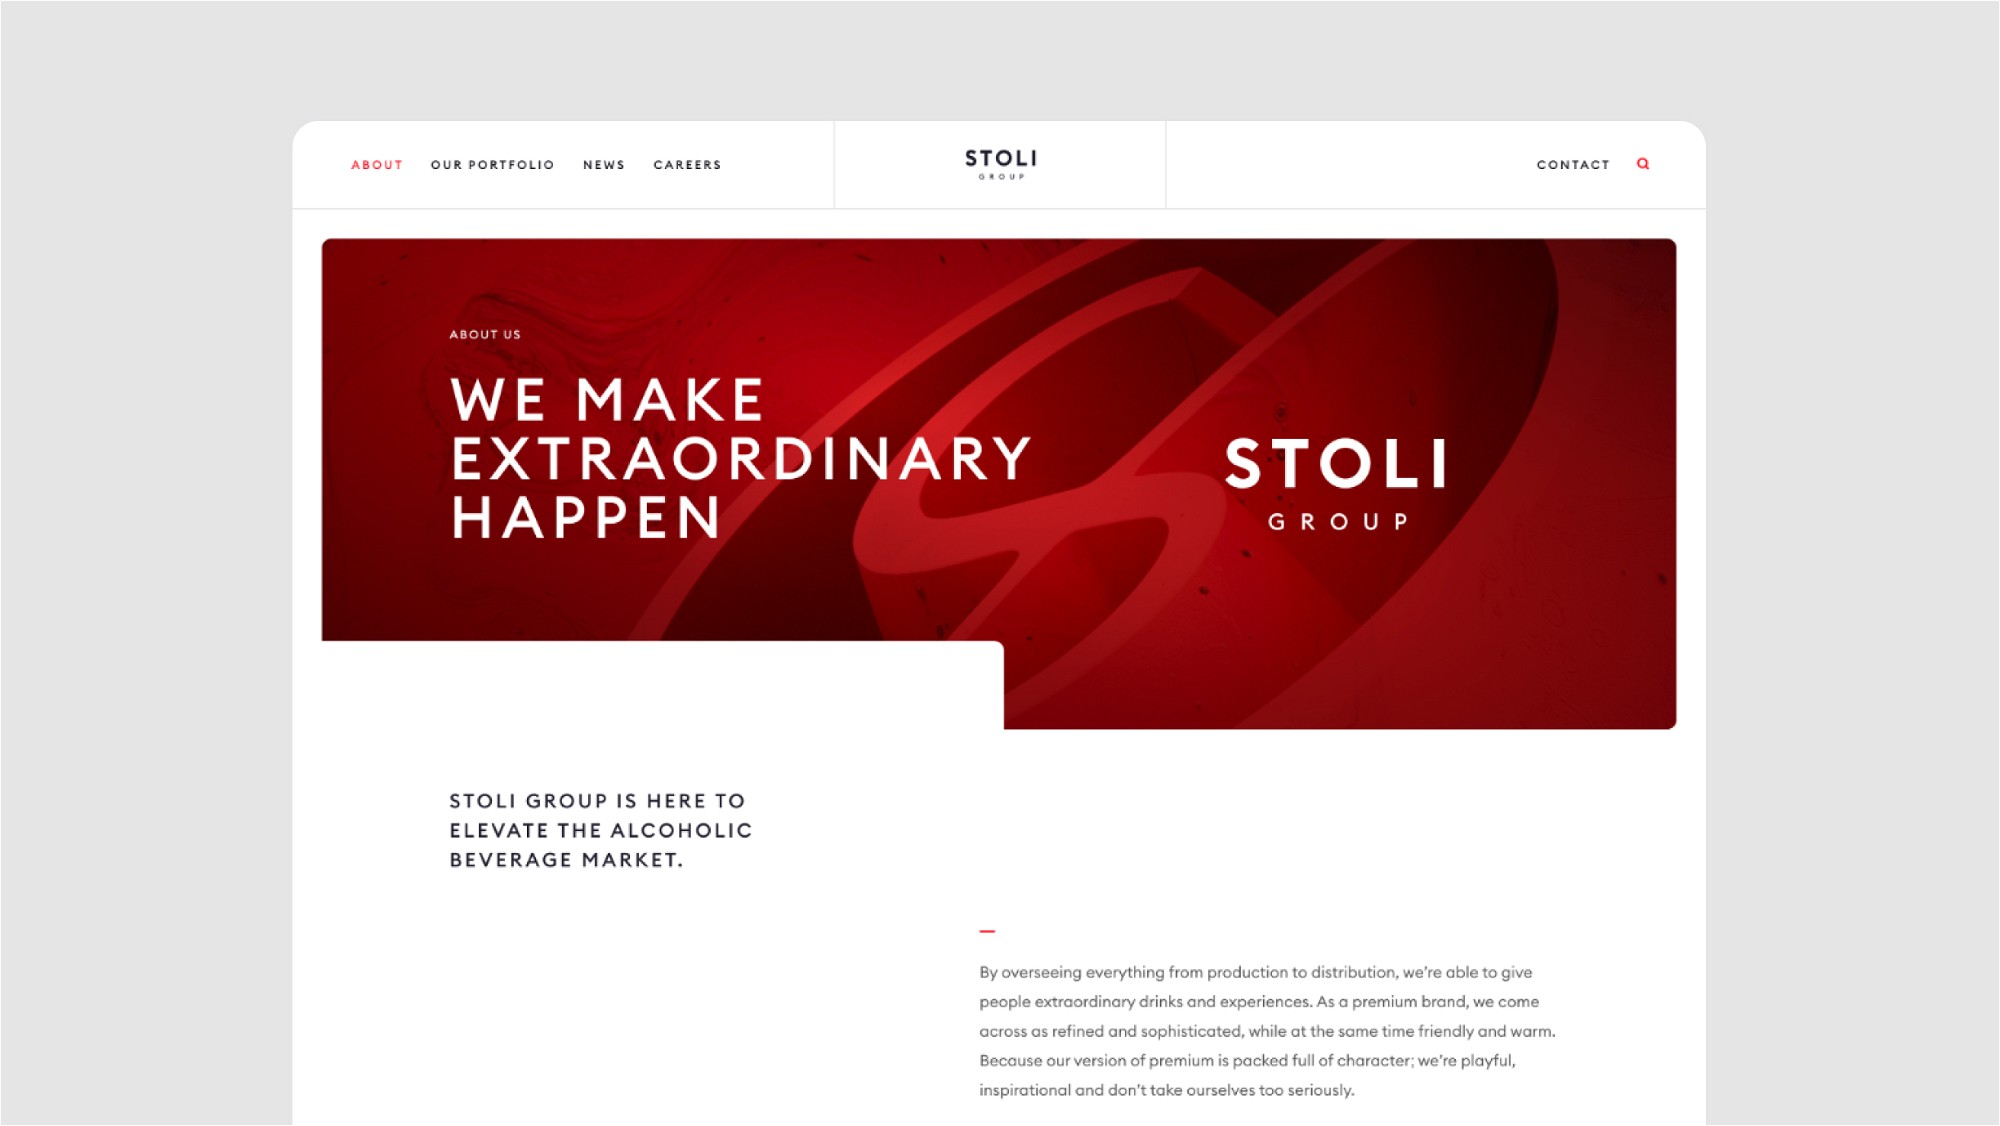 ABOUT OUR PORTFOLIO NEWS CAREERS
STOLI
GROUP
CONTACT
ABOUT US
WE MAKE
EXTRAORDINARY
HAPPEN
STOLI
GROUP
STOLI GROUP IS HERE TO
ELEVATE THE ALCOHOLIC
BEVERAGE MARKET.
By overseeing everything from production to distribution, we’re able to give
people extraordinary drinks and experiences. As a premium brand, we come
across as refined and sophisticated, while at the same time friendly and warm.
Because our version of premium is packed full of character; we’re playful,
inspirational and don’t take ourselves too seriously.